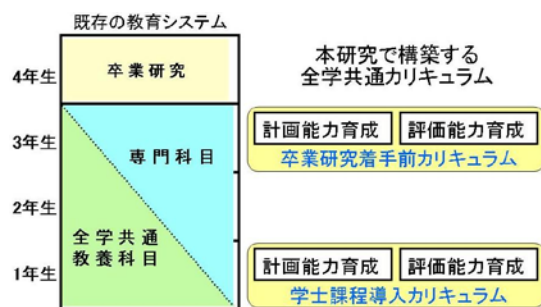 既存の教育システム
4年生
卒業研究
3年生
専門科目
2年生
全学共通
教養科目
1年生
本研究で構築する
全学共通カリキュラム
計画能力育成
評価能力育成
卒業研究着手前カリキュラム
計画能力育成
評価能力育成
学士課程導入カリキュラム